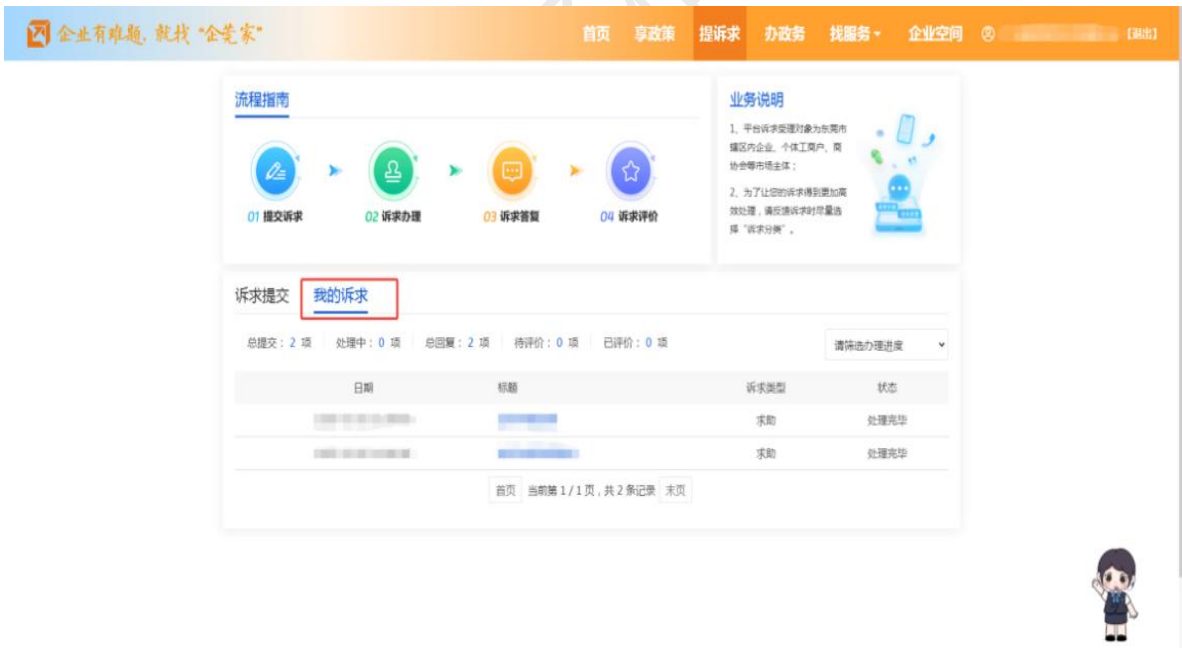 企业有难题, 就找 "企莞家"
首页 享政策 提诉求 办政务 找服务 企业空间 [退出]
流程指南
01 提交诉求 02 诉求办理 03 诉求答复 04 诉求评价
业务说明
1、平台诉求受理对象为东莞市
辖区内企业、个体工商户、商
协会等市场主体；
2、为了让您的诉求得到更加高
效处理，请反馈诉求时尽量选
择“诉求分类”。
诉求提交 我的诉求
总提交：2 项 处理中：0 项 总回复：2 项 待评价：0 项 已评价：0 项 请筛选办理进度
日期 标题 诉求类型 状态
求助 处理完毕
求助 处理完毕
首页 当前第 1 / 1 页 , 共 2 条记录 末页